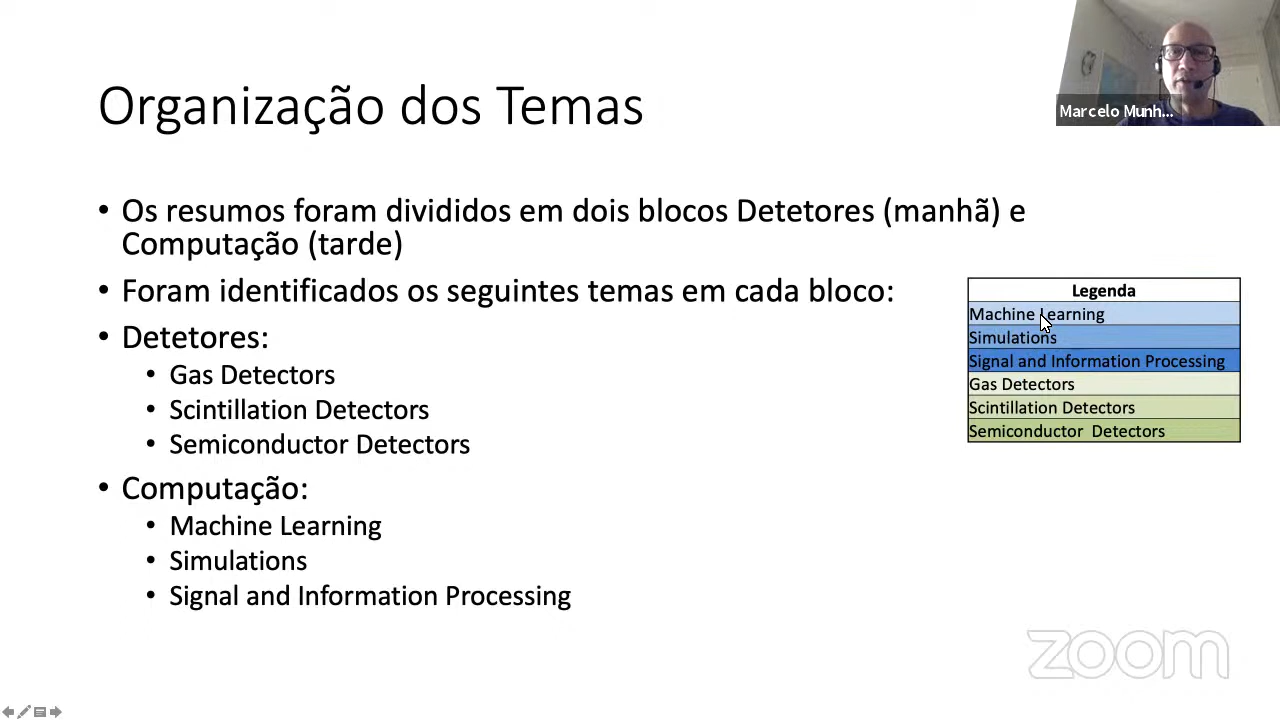 Organização dos Temas
Marcelo Munh...
• Os resumos foram divididos em dois blocos Detetores (manhã) e
Computação (tarde)
• Foram identificados os seguintes temas em cada bloco:
• Detetores:
• Gas Detectors
• Scintillation Detectors
• Semiconductor Detectors
• Computação:
• Machine Learning
• Simulations
• Signal and Information Processing
Legenda
Machine Learning
Simulations
Signal and Information Processing
Gas Detectors
Scintillation Detectors
Semiconductor Detectors
zoom